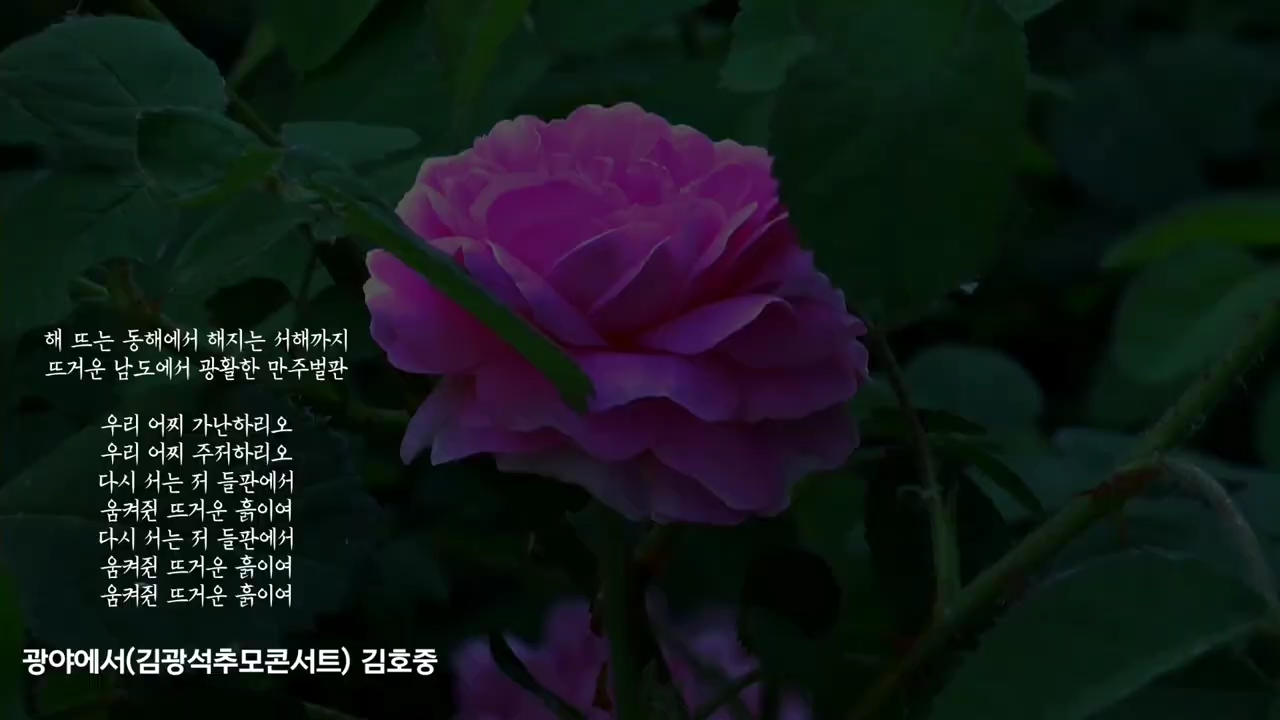 해 뜨는 동해에서 해지는 서해까지
뜨거운 남도에서 광활한 만주벌판
우리 어찌 가난하리오
우리 어찌 주저하리오
다시 서는 저 들판에서
움켜쥔 뜨거운 흙이여
다시 서는 저 들판에서
움켜쥔 뜨거운 흙이여
움켜쥔 뜨거운 흙이여
광야에서(김광석추모콘서트) 김호중